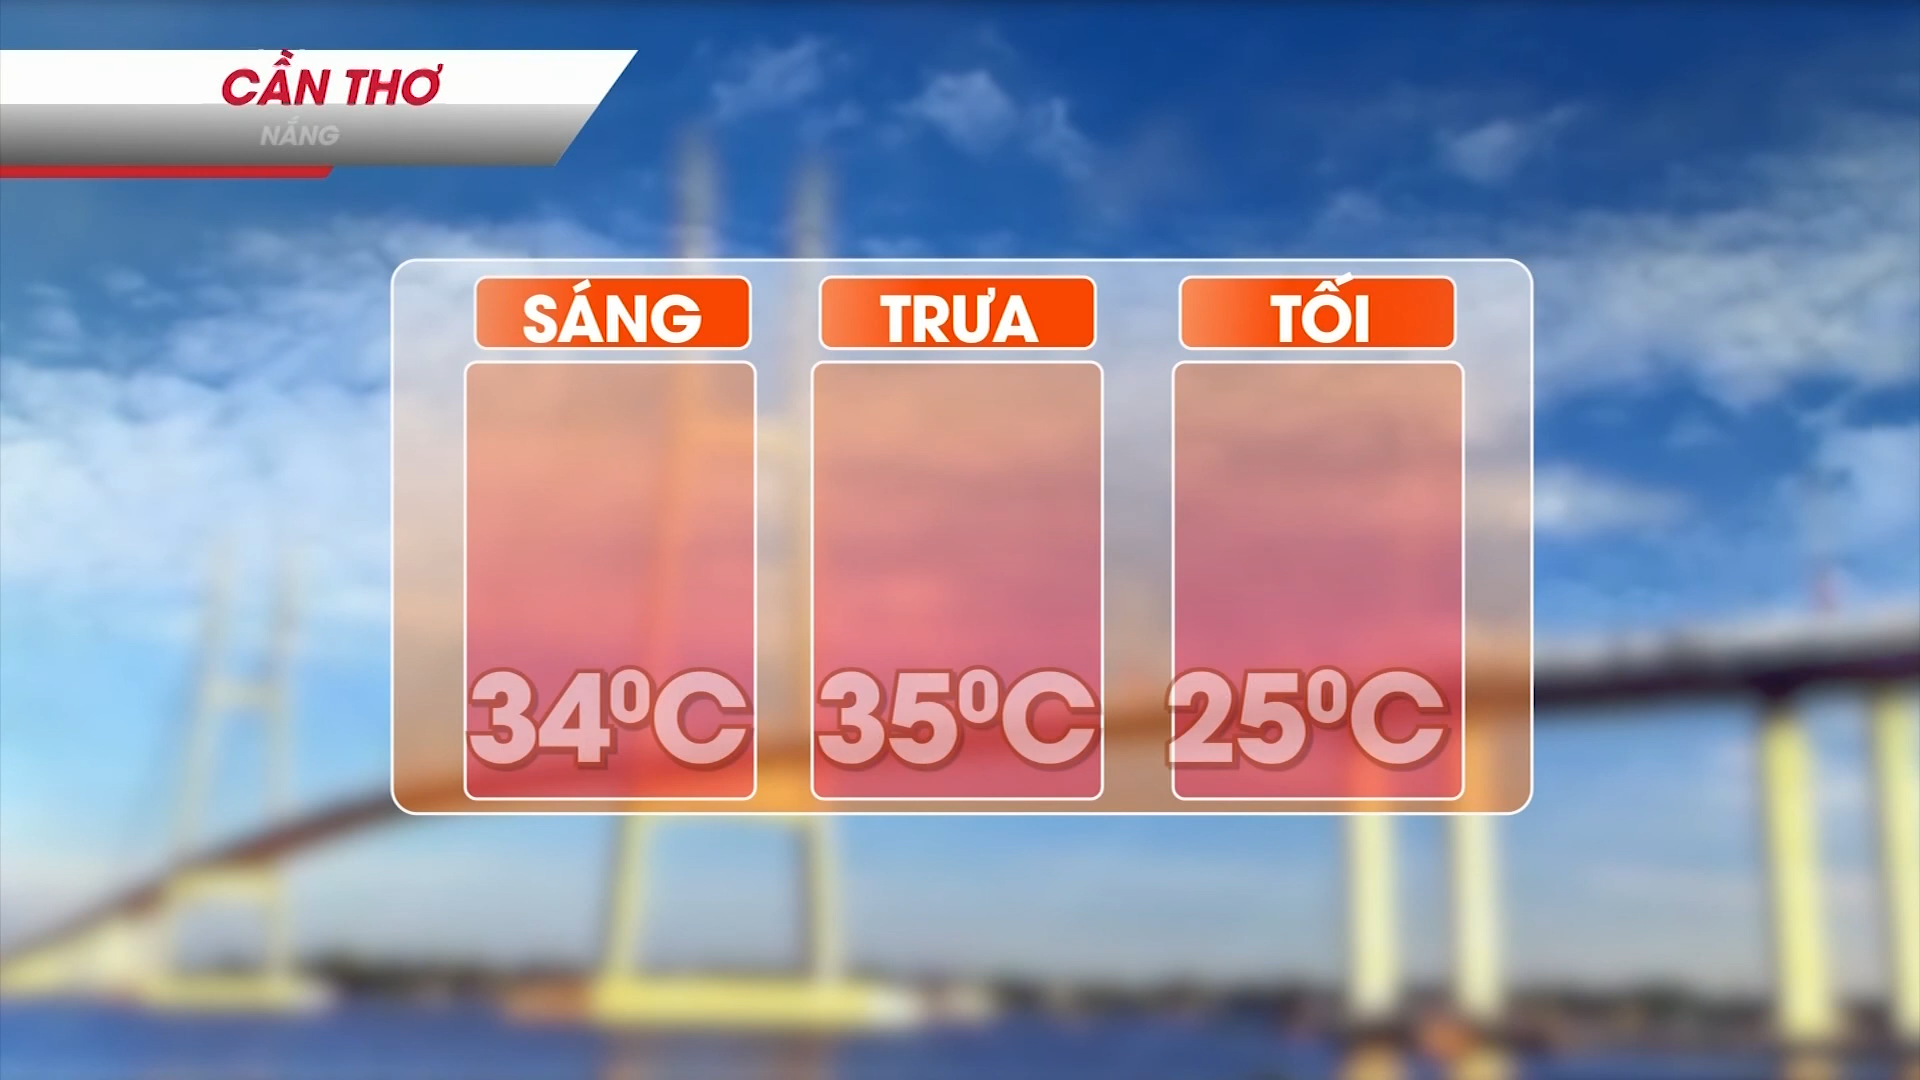 CẦN THƠ
NẮNG
SÁNG
TRƯA
TỐI
34⁰C
35⁰C
25⁰C